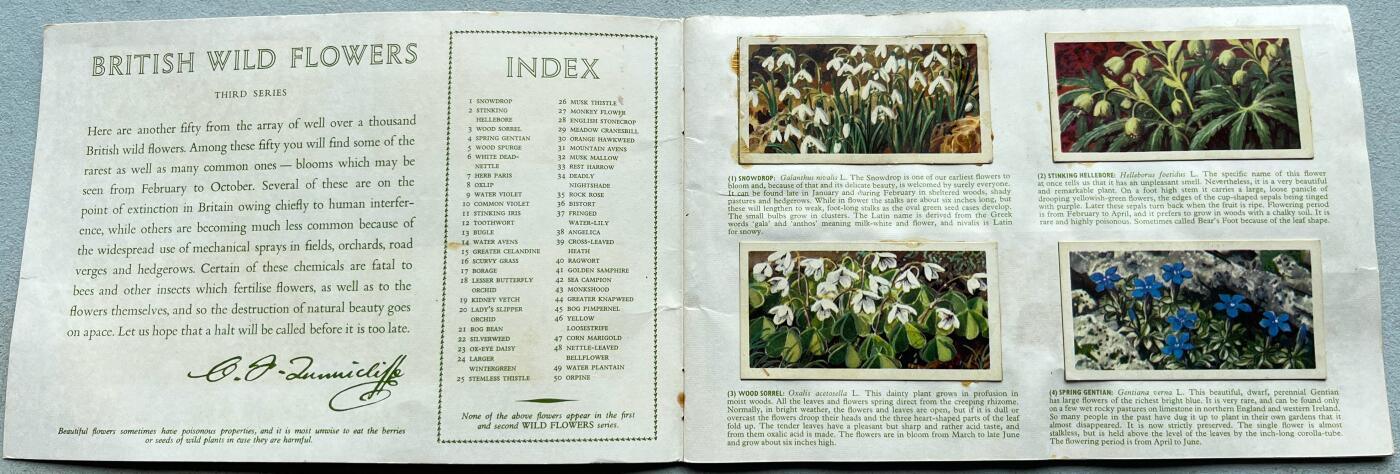 BRITISH WILD FLOWERS
THIRD SERIES
Here are another fifty from the array of well over a thousand
British wild flowers. Among these fifty you will find some of the
rarest as well as many common ones — blooms which may be
seen from February to October. Several of these are on the
point of extinction in Britain owing chiefly to human interfer-
ence, while others are becoming much less common because of
the widespread use of mechanical sprays in fields, orchards, road
verges and hedgerows. Certain of these chemicals are fatal to
bees and other insects which fertilise flowers, as well as to the
flowers themselves, and so the destruction of natural beauty goes
on apace. Let us hope that a halt will be called before it is too late.
C. F. Tunnicliffe
Beautiful flowers sometimes have poisonous properties, and it is most unwise to eat the berries
or seeds of wild plants in case they are harmful.
INDEX
1 SNOWDROP
2 STINKING
HELLEBORE
3 WOOD SORREL
4 SPRING GENTIAN
5 WOOD SPURGE
6 WHITE DEAD-
NETTLE
7 HERB PARIS
8 OXLIP
9 WATER VIOLET
10 COMMON VIOLET
11 STINKING IRIS
12 TOOTHWORT
13 BUGLE
14 WATER AVENS
15 GREATER CELANDINE
16 SCURVY GRASS
17 BORAGE
18 LESSER BUTTERFLY
ORCHID
19 KIDNEY VETCH
20 LADY'S SLIPPER
ORCHID
21 BOG BEAN
22 SILVERWEED
23 OX-EYE DAISY
24 LARGER
WINTERGREEN
25 STEMLESS THISTLE
26 MUSK THISTLE
27 MONKEY FLOWER
28 ENGLISH STONECROP
29 MEADOW CRANESBILL
30 ORANGE HAWKWEED
31 MOUNTAIN AVENS
32 MUSK MALLOW
33 REST HARROW
34 DEADLY
NIGHTSHADE
35 ROCK ROSE
36 BISTORT
37 FRINGED
WATER-LILY
38 ANGELICA
39 CROSS-LEAVED
HEATH
40 RAGWORT
41 GOLDEN SAMPHIRE
42 SEA CAMPION
43 MONKSHOOD
44 GREATER KNAPWEED
45 BOG PIMPERNEL
46 YELLOW
LOOSESTRIFE
47 CORN MARIGOLD
48 NETTLE-LEAVED
BELLFLOWER
49 WATER PLANTAIN
50 ORPINE
None of the above flowers appear in the first
and second WILD FLOWERS series.
(1) SNOWDROP: Galanthus nivalis L. The Snowdrop is one of our earliest flowers to
bloom and, because of that and its delicate beauty, is welcomed by surely everyone.
It can be found late in January and during February in sheltered woods, shady
pastures and hedgerows. While in flower the stalks are about six inches long, but
these will lengthen to weak, foot-long stalks as the oval green seed cases develop.
The small bulbs grow in clusters. The Latin name is derived from the Greek
words 'gala' and 'anthos' meaning milk-white and flower, and nivalis is Latin
for snowy.
(2) STINKING HELLEBORE: Helleborus foetidus L. The specific name of this flower
at once tells us that it has an unpleasant smell. Nevertheless, it is a very beautiful
and remarkable plant. On a foot high stem it carries a large, loose panicle of
drooping yellowish-green flowers, the edges of the cup-shaped sepals being tinged
with purple. Later these sepals turn back when the fruit is ripe. Flowering period
is from February to April, and it prefers to grow in woods with a chalky soil. It is
rare and highly poisonous. Sometimes called Bear's Foot because of the leaf shape.
(3) WOOD SORREL: Oxalis acetosella L. This dainty plant grows in profusion in
moist woods. All the leaves and flowers spring direct from the creeping rhizome.
Normally, in bright weather, the flowers and leaves are open, but if it is dull or
overcast the flowers droop their heads and the three heart-shaped parts of the leaf
fold up. The tender leaves have a pleasant but sharp and rather acid taste, and
from them oxalic acid is made. The flowers are in bloom from March to late June
and grow about six inches high.
(4) SPRING GENTIAN: Gentiana verna L. This beautiful, dwarf, perennial Gentian
has large flowers of the richest bright blue. It is very rare, and can be found only
on a few wet rocky pastures on limestone in northern England and western Ireland.
So many people in the past have dug it up to plant in their own gardens that it
almost disappeared. It is now strictly preserved. The single flower is almost
stalkless, but is held above the level of the leaves by the inch-long corolla-tube.
The flowering period is from April to June.